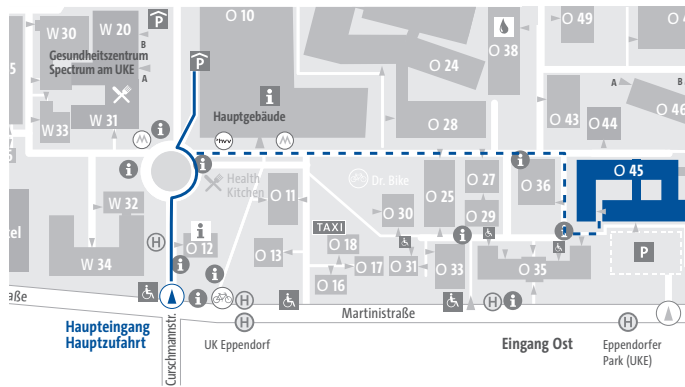 W 30
W 20
B
A
P
Gesundheitszentrum
Spectrum am UKE
W 31
W 33
W 32
W 34
O 10
P
i
Hauptgebäude
hvv
O 24
O 28
O 38
O 49
O 43
O 44
A
B
O 46
O 45
i
i
i
Health
Kitchen
O 11
O 12
i
O 13
TAXI
O 18
O 16
O 17
O 30
O 31
Dr. Bike
O 25
O 27
O 29
O 33
i
O 36
i
O 35
i
P
H
i
i
i
H
H
i
Martinistraße
Haupteingang
Hauptzufahrt
Curschmannstr.
H
UK Eppendorf
Eingang Ost
H
Eppendorfer
Park (UKE)